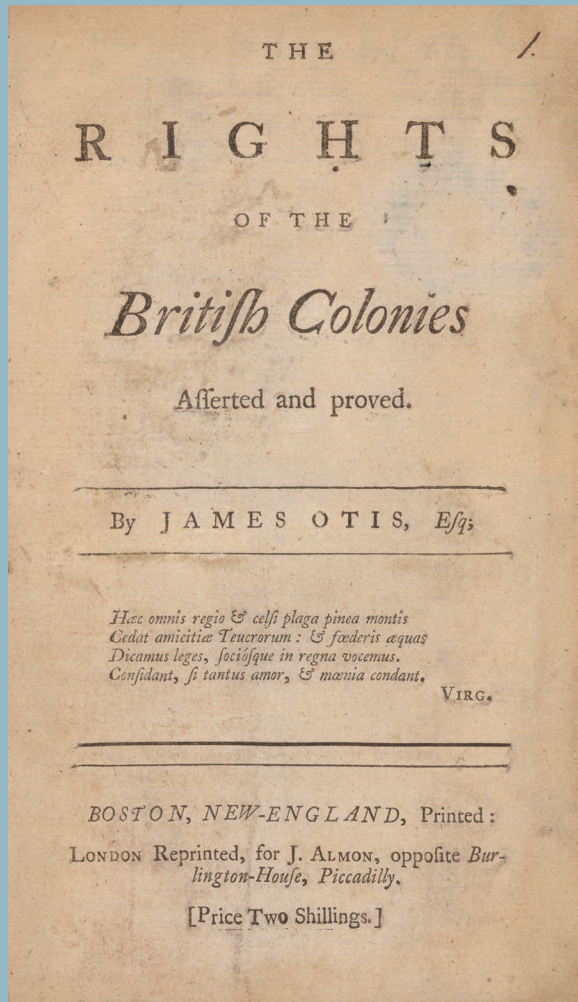 1.
THE
RIGHTS
OF THE
Britiſh Colonies
Aſſerted and proved.
By JAMES OTIS, Eſq;
Hæc omnis regio & celſi plaga pinea montis
Cedat amicitiæ Teucrorum : & fœderis æquas
Dicamus leges, ſocióſque in regna vocemus.
Conſidant, ſi tantus amor, & mœnia condant.
VIRG.
BOSTON, NEW-ENGLAND, Printed :
LONDON Reprinted, for J. ALMON, oppoſite Bur-
lington-Houſe, Piccadilly.
[Price Two Shillings.]